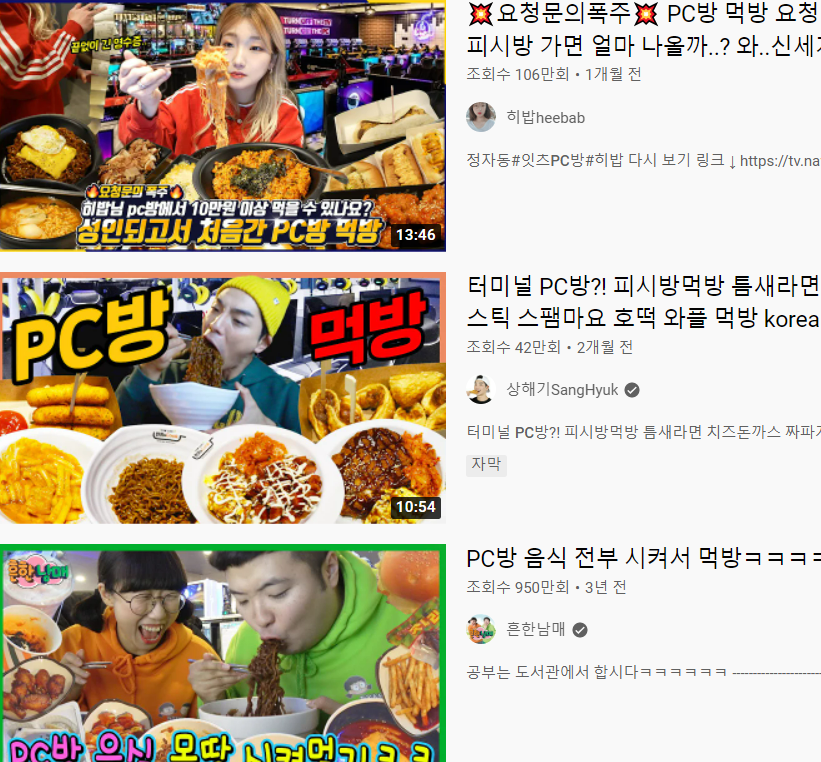 TURN OFF THE TV
TURN ON THE PC
끝없이 긴 영수증
요청문의 폭주
히밥님 pc방에서 10만원 이상 먹을 수 있나요?
성인되고서 처음간 PC방 먹방
13:46
💥요청문의폭주💥 PC방 먹방 요청
피시방 가면 얼마 나올까..? 와..신세계
조회수 106만회 • 1개월 전
히밥heebab
정자동#잇츠PC방#히밥 다시 보기 링크 ↓ https://tv.na
PC방
먹방
10:54
터미널 PC방?! 피시방먹방 틈새라면
스틱 스팸마요 호떡 와플 먹방 korea
조회수 42만회 • 2개월 전
상해기SangHyuk
터미널 PC방?! 피시방먹방 틈새라면 치즈돈까스 짜파
자막
흔한남매
PC방 음식 몽땅 시켜먹기ㅋㅋ
PC방 음식 전부 시켜서 먹방ㅋㅋㅋㅋ
조회수 950만회 • 3년 전
흔한남매
공부는 도서관에서 합시다ㅋㅋㅋㅋㅋㅋ --------------------